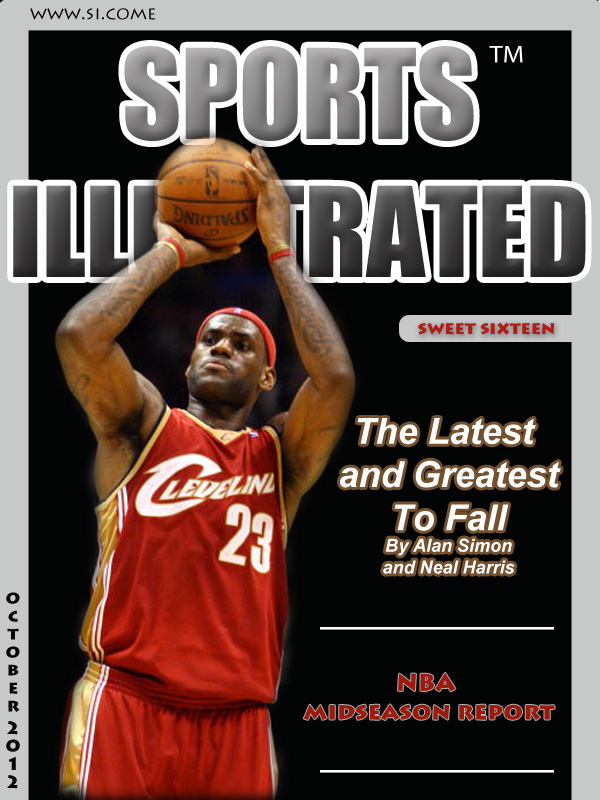 WWW.SI.COME
SPORTS ™
ILLUSTRATED
SPALDING
SWEET SIXTEEN
The Latest
and Greatest
To Fall
By Alan Simon
and Neal Harris
CLEVELAND
23
OCTOBER 2012
NBA
MIDSEASON REPORT